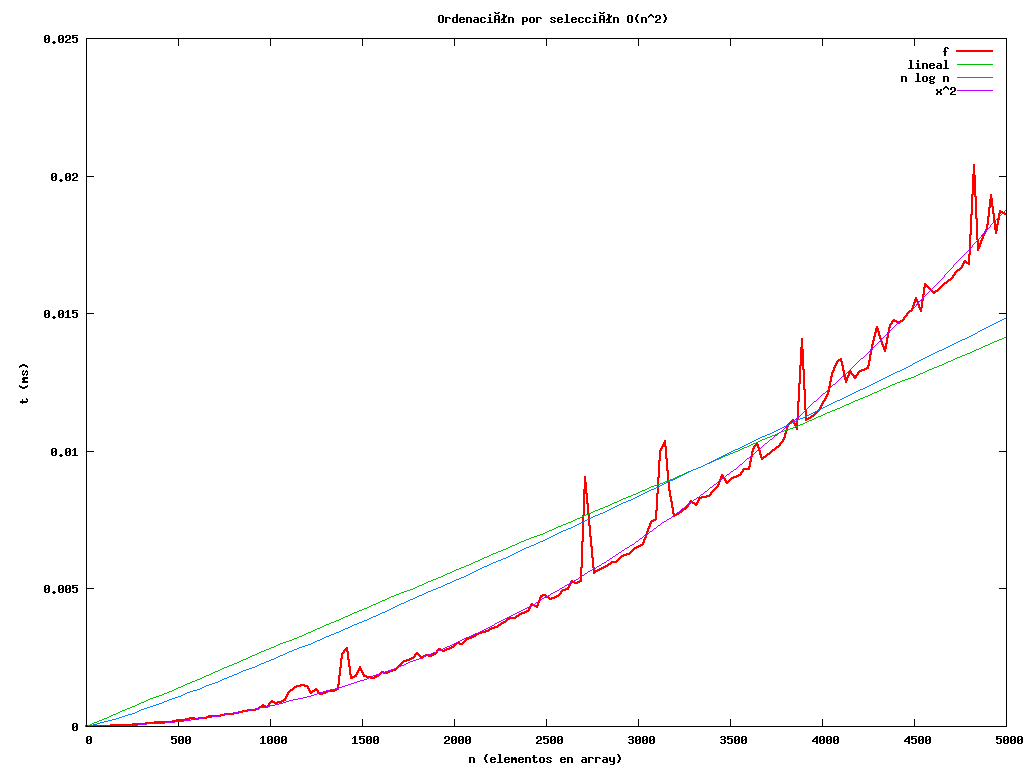 OrdenaciÃ³n por selecciÃ³n O(n^2)
0.025
f
lineal
n log n
x^2
0.02
0.015
t (ms)
0.01
0.005
0
0 500 1000 1500 2000 2500 3000 3500 4000 4500 5000
n (elementos en array)